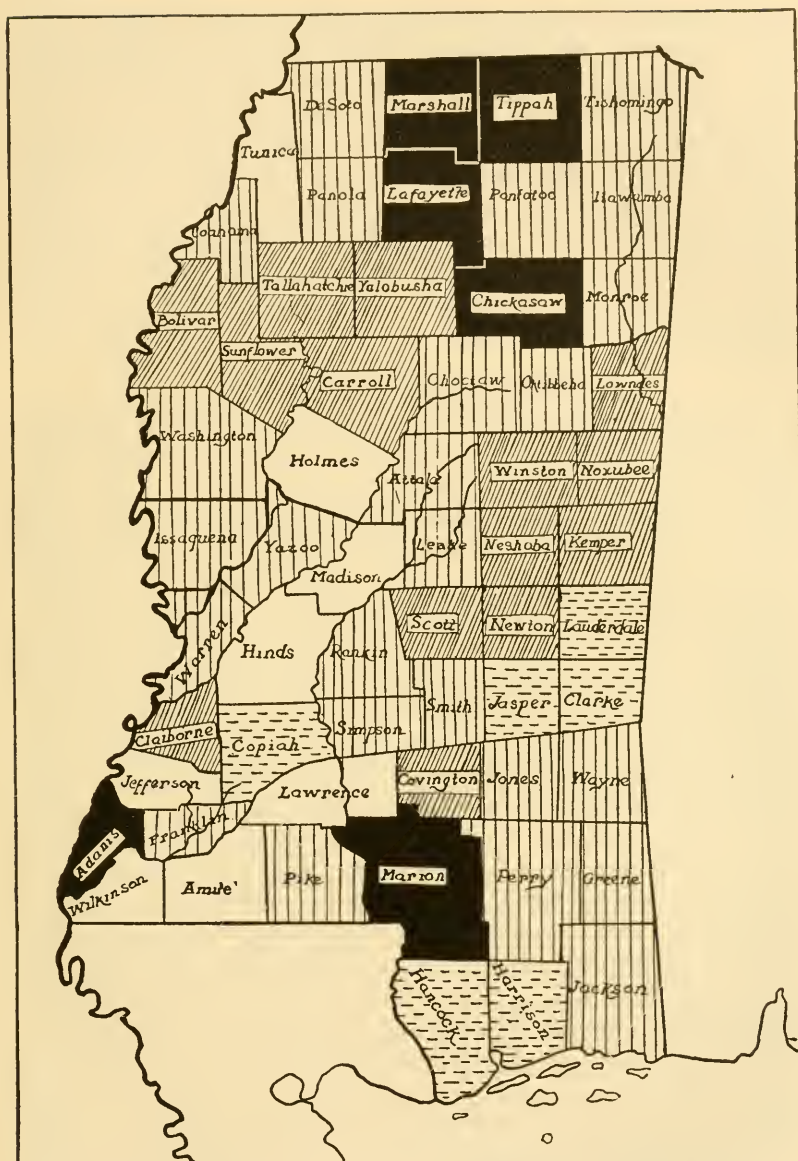 DeSoto
Marshall
Tippah
Tishomingo
Tunica
Panola
Lafayette
Pontotoc
Itawamba
Coahama
Tallahatchie
Yalobusha
Chickasaw
Monroe
Bolivar
Sunflower
Carroll
Choctaw
Oktibbeha
Lowndes
Washington
Holmes
Attala
Winston
Noxubee
Issaquena
Yazoo
Leake
Neshaba
Kemper
Madison
Warren
Hinds
Rankin
Scott
Newton
Lauderdale
Claiborne
Copiah
Simpson
Smith
Jasper
Clarke
Jefferson
Lawrence
Covington
Jones
Wayne
Adams
Franklin
Wilkinson
Amite'
Pike
Marion
Perry
Greene
Hancock
Harrison
Jackson